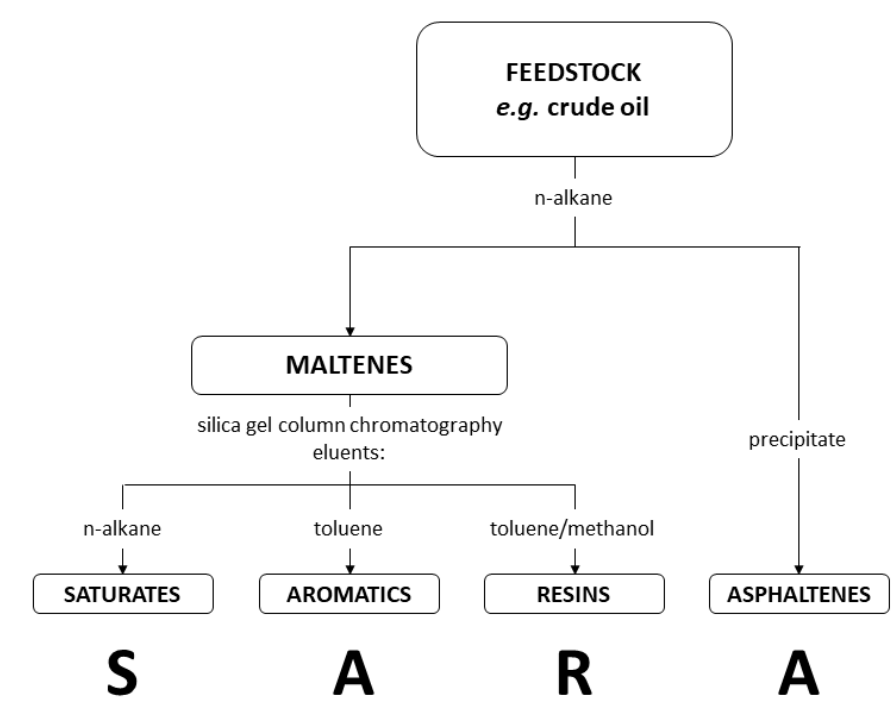 FEEDSTOCK
e.g. crude oil
n-alkane
MALTENES
silica gel column chromatography
eluents:
precipitate
n-alkane
toluene
toluene/methanol
SATURATES
AROMATICS
RESINS
ASPHALTENES
S
A
R
A